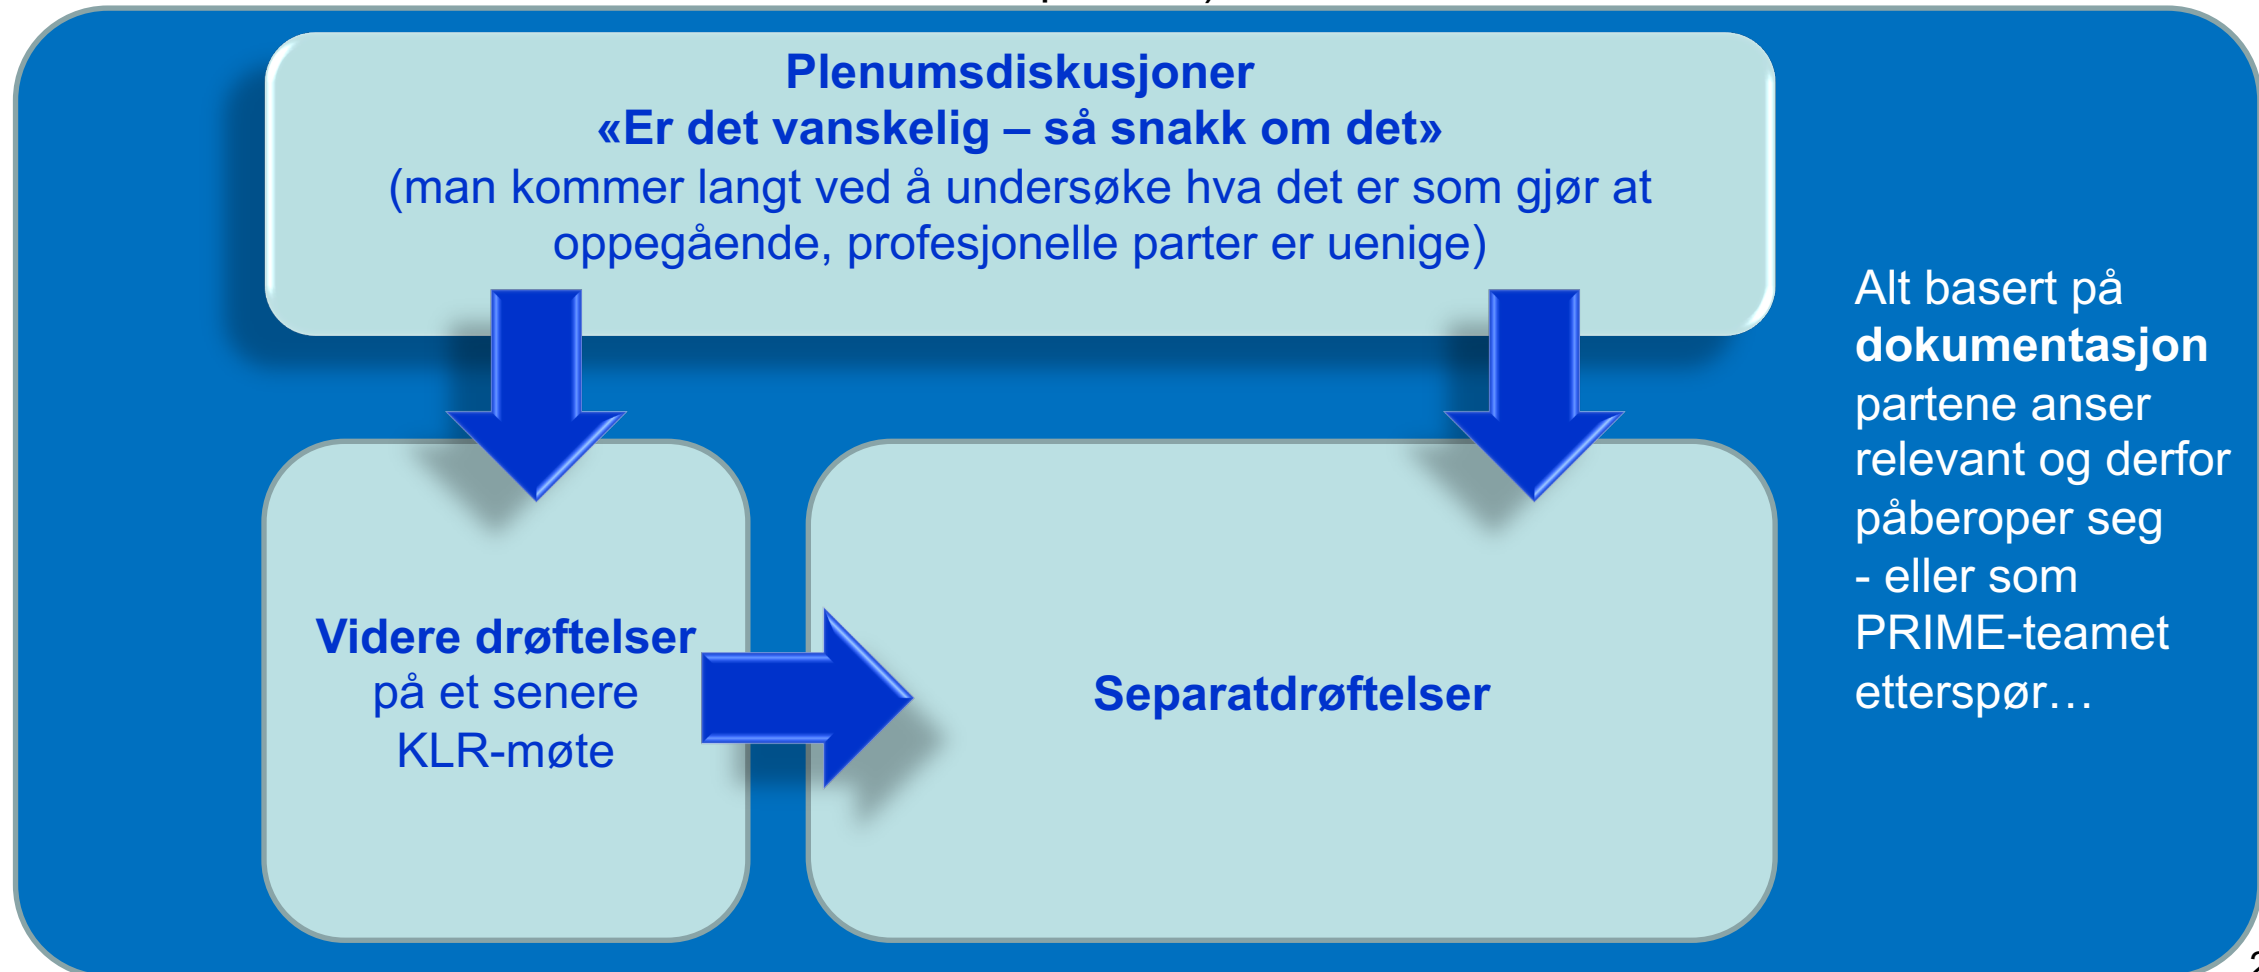 Plenumsdiskusjoner
«Er det vanskelig – så snakk om det»
(man kommer langt ved å undersøke hva det er som gjør at
oppegående, profesjonelle parter er uenige)
Videre drøftelser
på et senere
KLR-møte
Separatdrøftelser
Alt basert på
dokumentasjon
partene anser
relevant og derfor
påberoper seg
- eller som
PRIME-teamet
etterspør…